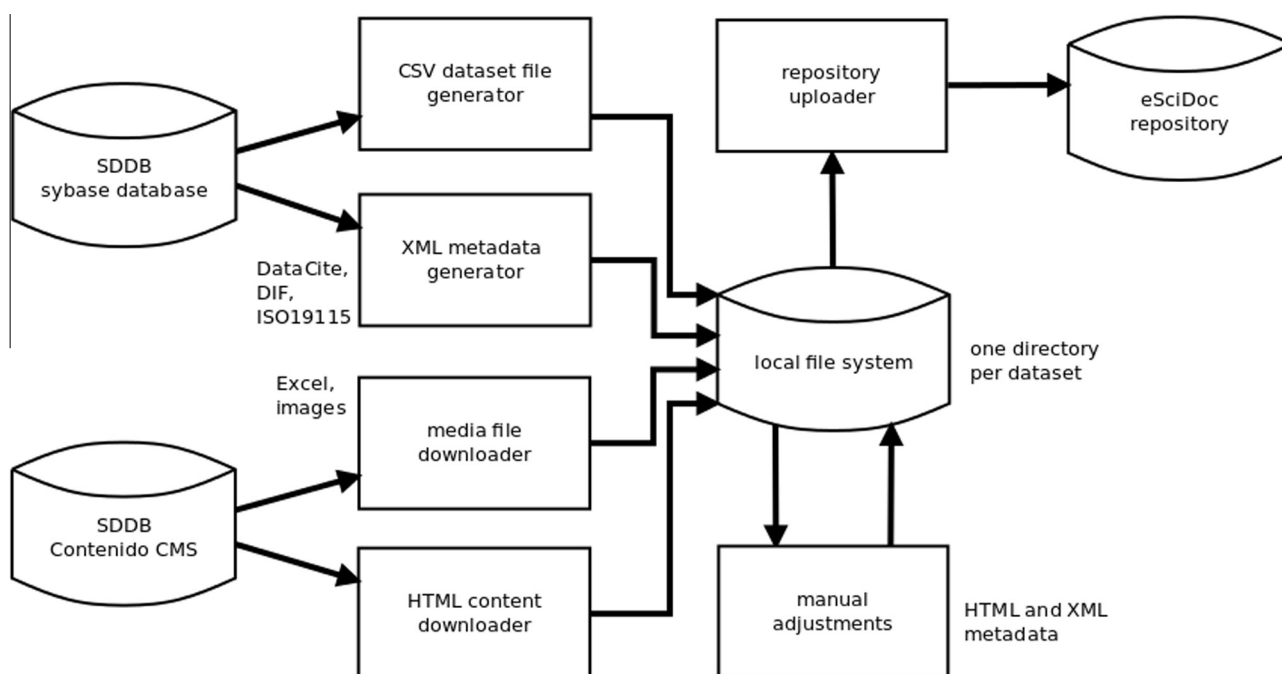 CSV dataset file
generator
repository
uploader
eSciDoc
repository
SDDB
sybase database
XML metadata
generator
DataCite,
DIF,
ISO19115
local file system
one directory
per dataset
Excel,
images
media file
downloader
SDDB
Contenido CMS
HTML content
downloader
manual
adjustments
HTML and XML
metadata